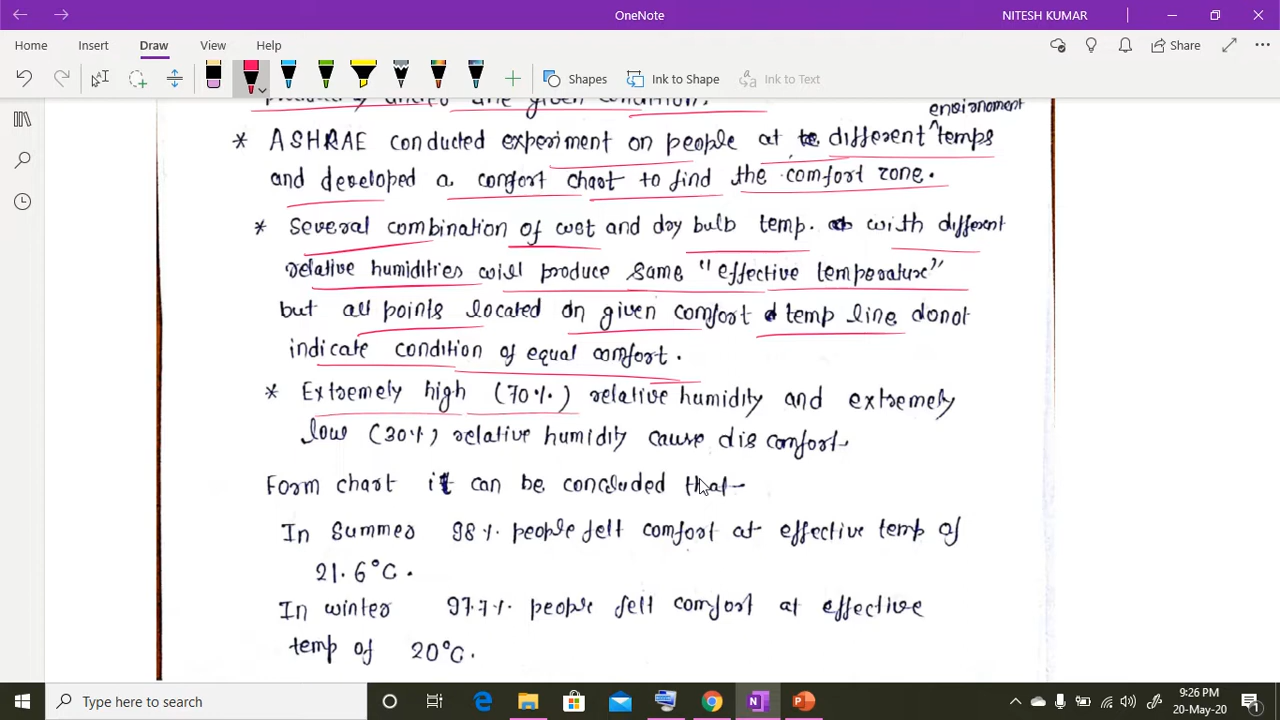 OneNote
NITESH KUMAR
Home Insert Draw View Help
Share
Shapes
Ink to Shape
Ink to Text
given condition.
ensironoment
* ASHRAE conducted experiment on people at different temps
and developed a comfort chart to find the comfort zone.
* Several combination of wet and dry bulb temp. with different
relative humidities will produce same "effective temperature"
but all points located on given comfort temp line donot
indicate condition of equal comfort.
* Extremely high (70%) relative humidity and extremely
low (30%) relative humidity cause discomfort
Form chart it can be concluded that-
In Summer 98% people felt comfort at effective temp of
21.6°C.
In winter 97.7% people felt comfort at effective
temp of 20°C.
Type here to search
9:26 PM
20-May-20